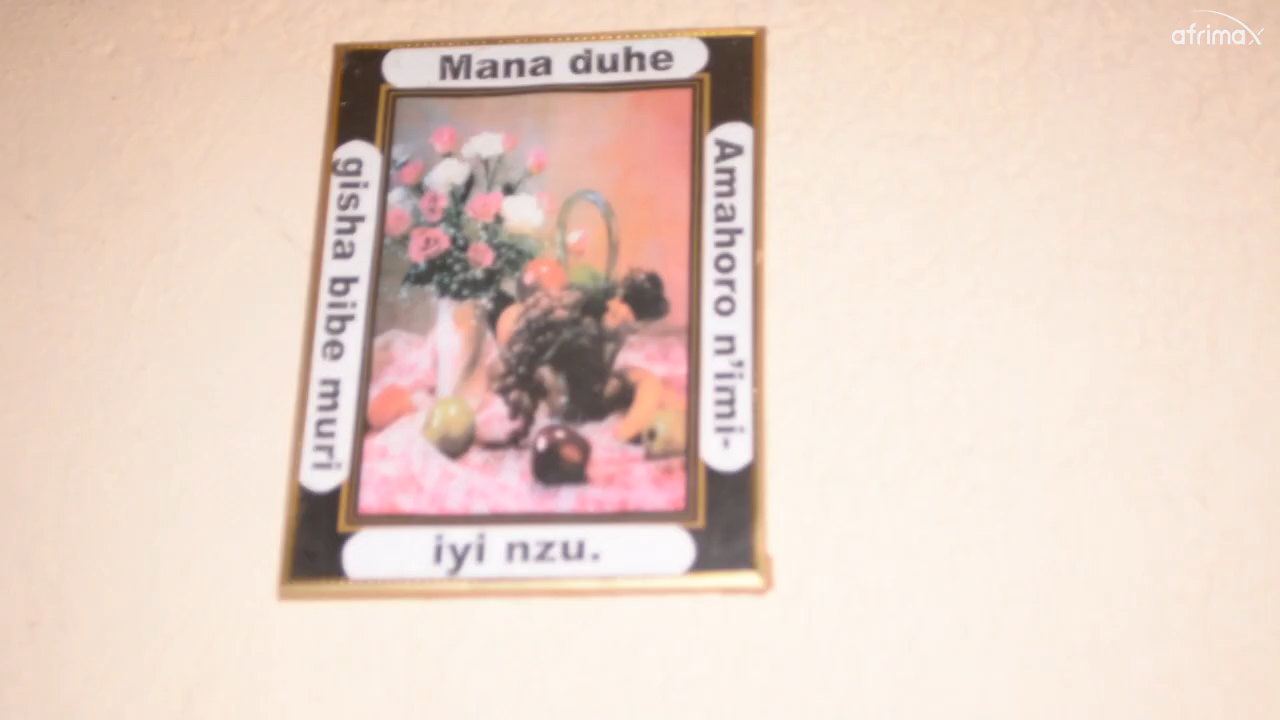 Mana duhe
Amahoro n'imi-
gisha bibe muri
iyi nzu.
afrimax